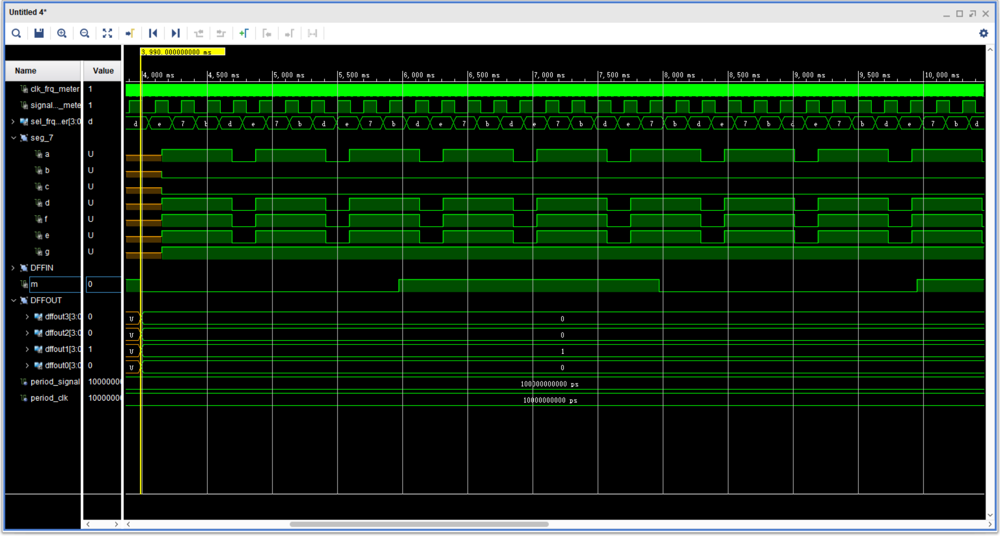 Untitled 4*
3,990.000000000 ms
Name Value
4,000 ms 4,500 ms 5,000 ms 5,500 ms 6,000 ms 6,500 ms 7,000 ms 7,500 ms 8,000 ms 8,500 ms 9,000 ms 9,500 ms 10,000 ms
clk_frq_meter 1
signal..._mete 1
sel_frq...er[3:0 d d e 7 b d e 7 b d e 7 b d e 7 b d e 7 b d e 7 b d e 7 b d e 7 b d e 7 b d
seg_7
a U
b U
c U
d U
f U
e U
g U
DFFIN
m 0
DFFOUT
dffout3[3:0 0 U 0
dffout2[3:0 0 U 0
dffout1[3:0 1 U 1
dffout0[3:0 0 U 0
period_signal 10000000 100000000000 ps
period_clk 10000000 10000000000 ps